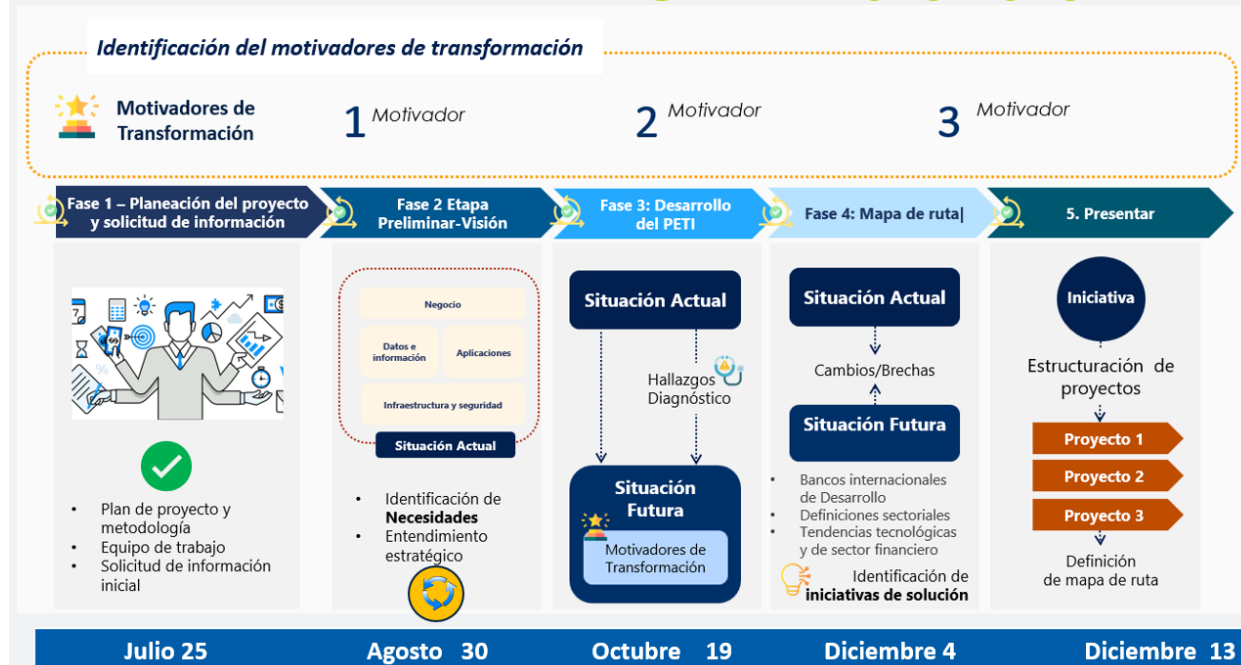 Identificación del motivadores de transformación
Motivadores de
Transformación
1 Motivador
2 Motivador
3 Motivador
Fase 1 – Planeación del proyecto
y solicitud de información
Fase 2 Etapa
Preliminar-Visión
Fase 3: Desarrollo
del PETI
Fase 4: Mapa de ruta|
5. Presentar
• Plan de proyecto y
metodología
• Equipo de trabajo
• Solicitud de información
inicial
Negocio
Datos e
información
Aplicaciones
Infraestructura y seguridad
Situación Actual
• Identificación de
Necesidades
• Entendimiento
estratégico
Situación Actual
Hallazgos
Diagnóstico
Situación
Futura
Motivadores de
Transformación
Situación Actual
Cambios/Brechas
Situación Futura
• Bancos internacionales
de Desarrollo
• Definiciones sectoriales
• Tendencias tecnológicas
y de sector financiero
Identificación de
iniciativas de solución
Iniciativa
Estructuración de
proyectos
Proyecto 1
Proyecto 2
Proyecto 3
Definición
de mapa de ruta
Julio 25
Agosto 30
Octubre 19
Diciembre 4
Diciembre 13